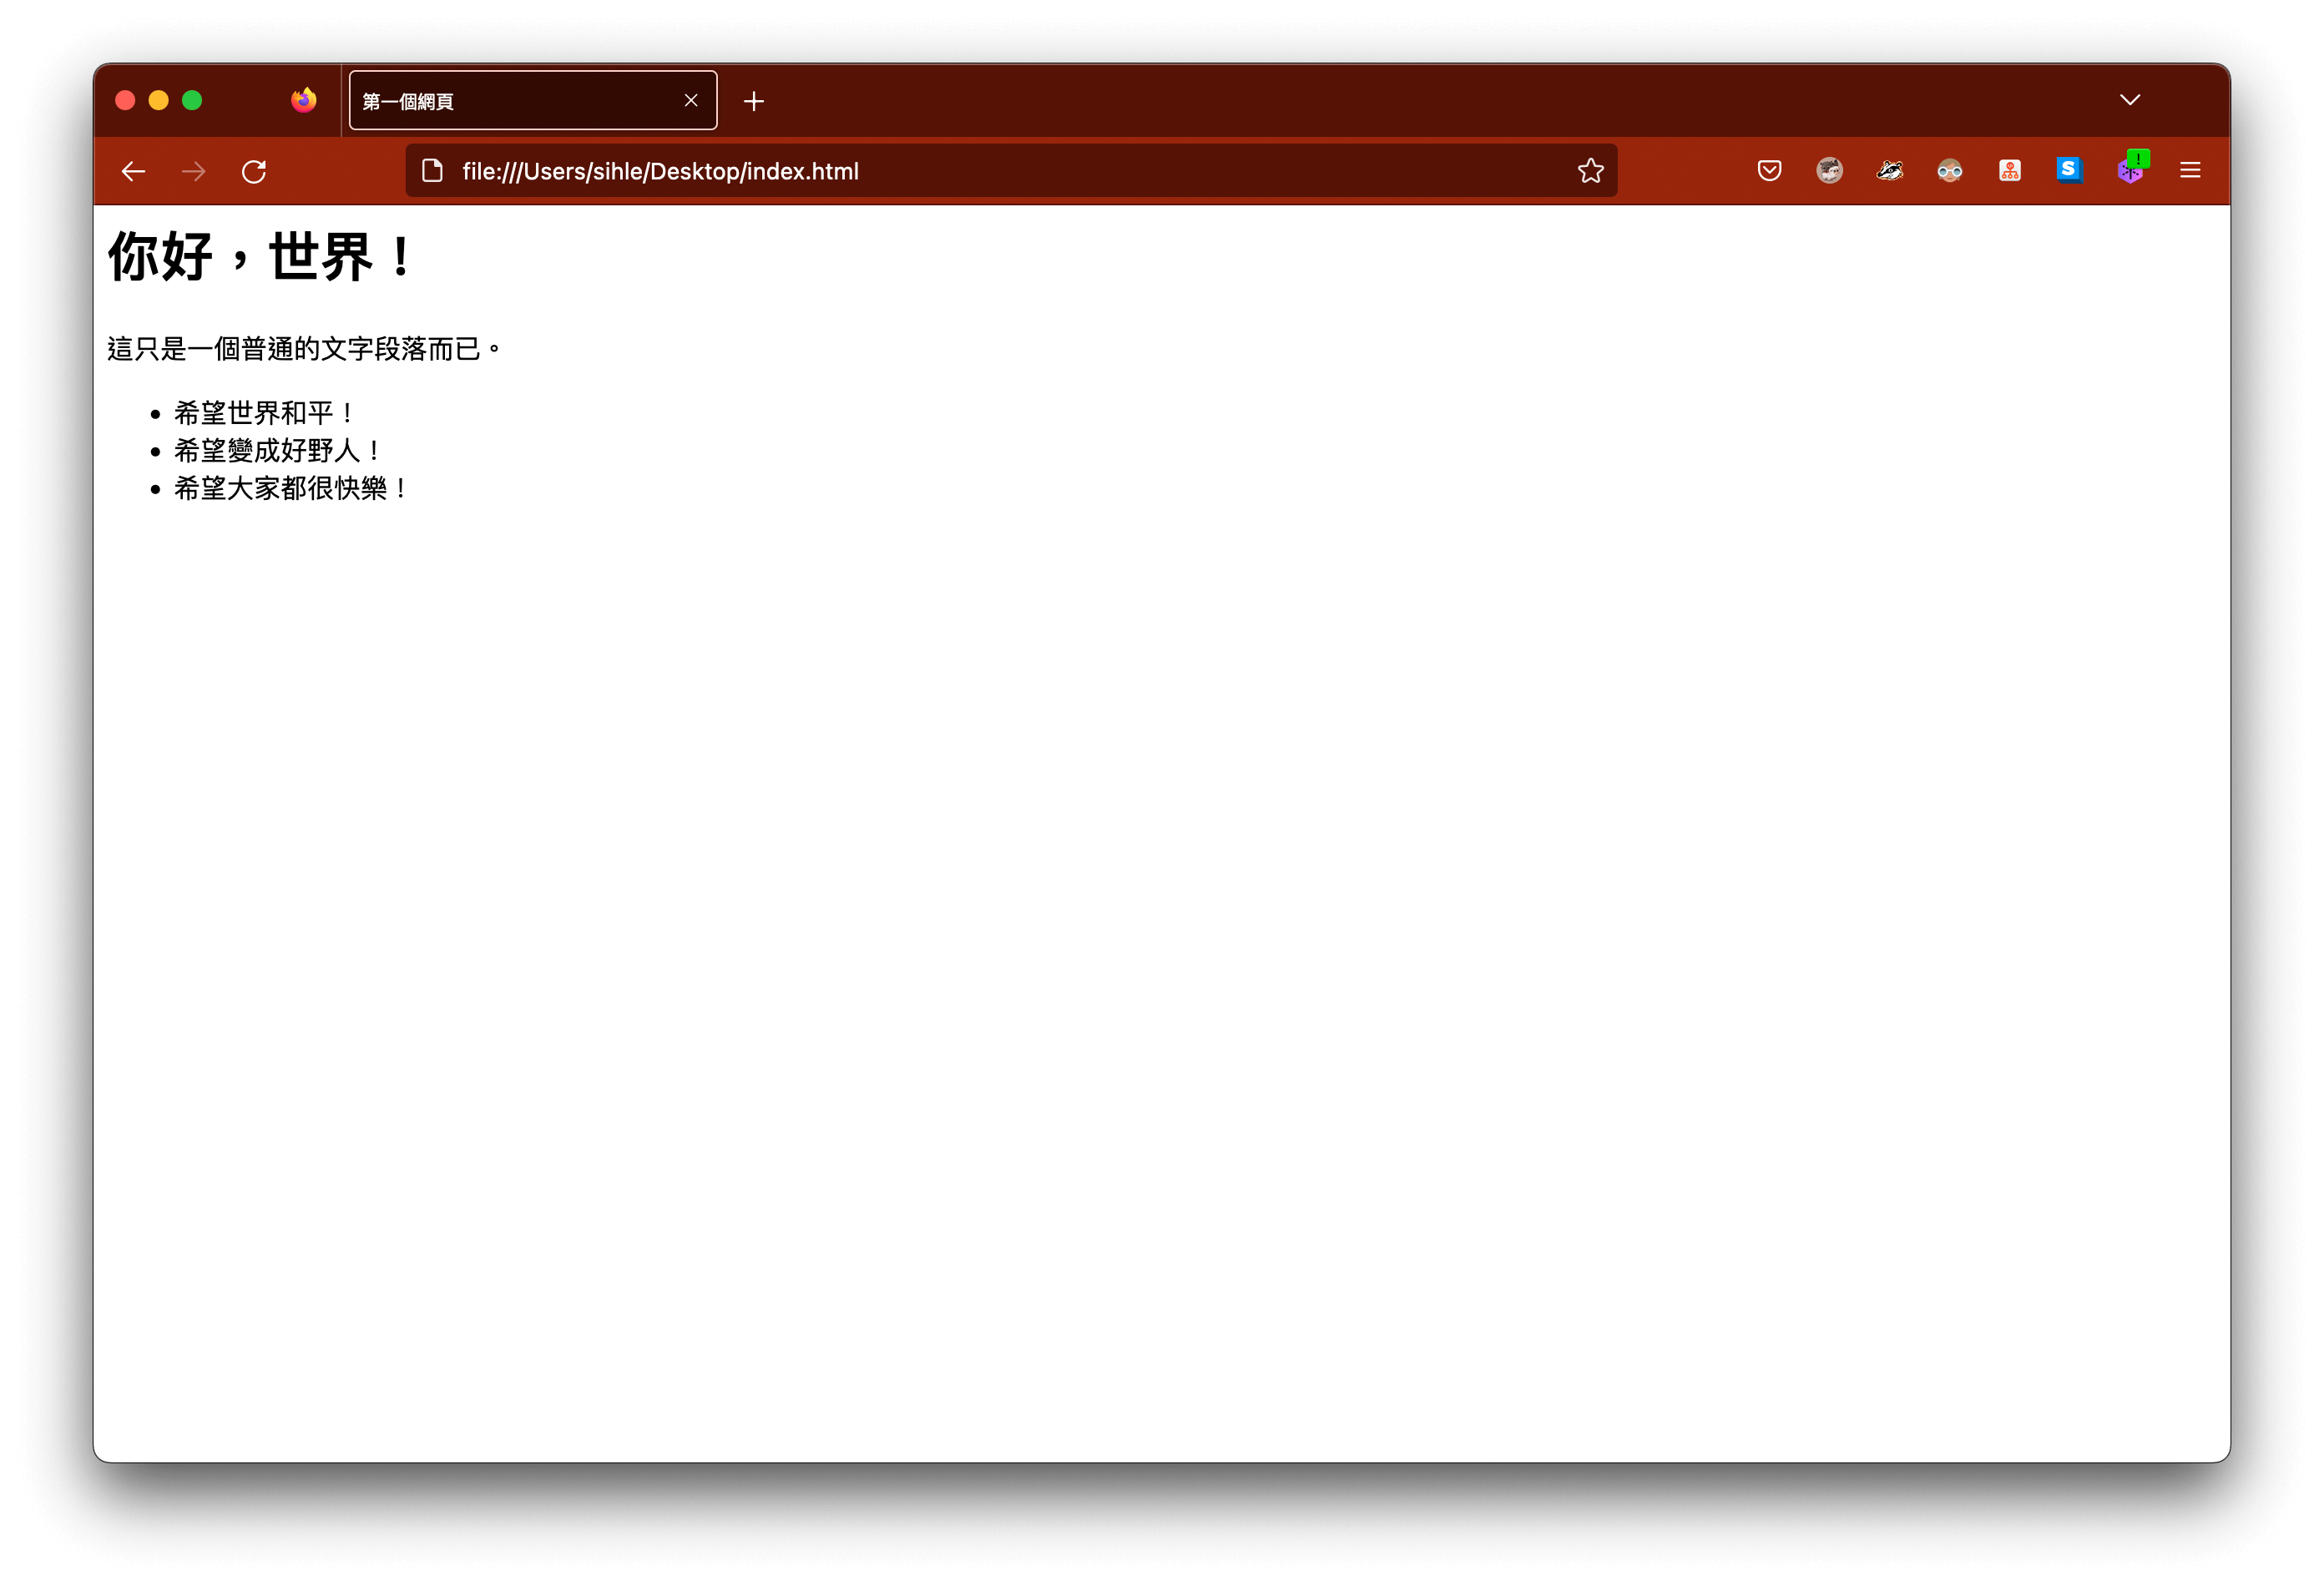 第一個網頁
file:///Users/sihle/Desktop/index.html
S
!
你好，世界！
這只是一個普通的文字段落而已。
希望世界和平！
希望變成好野人！
希望大家都很快樂！